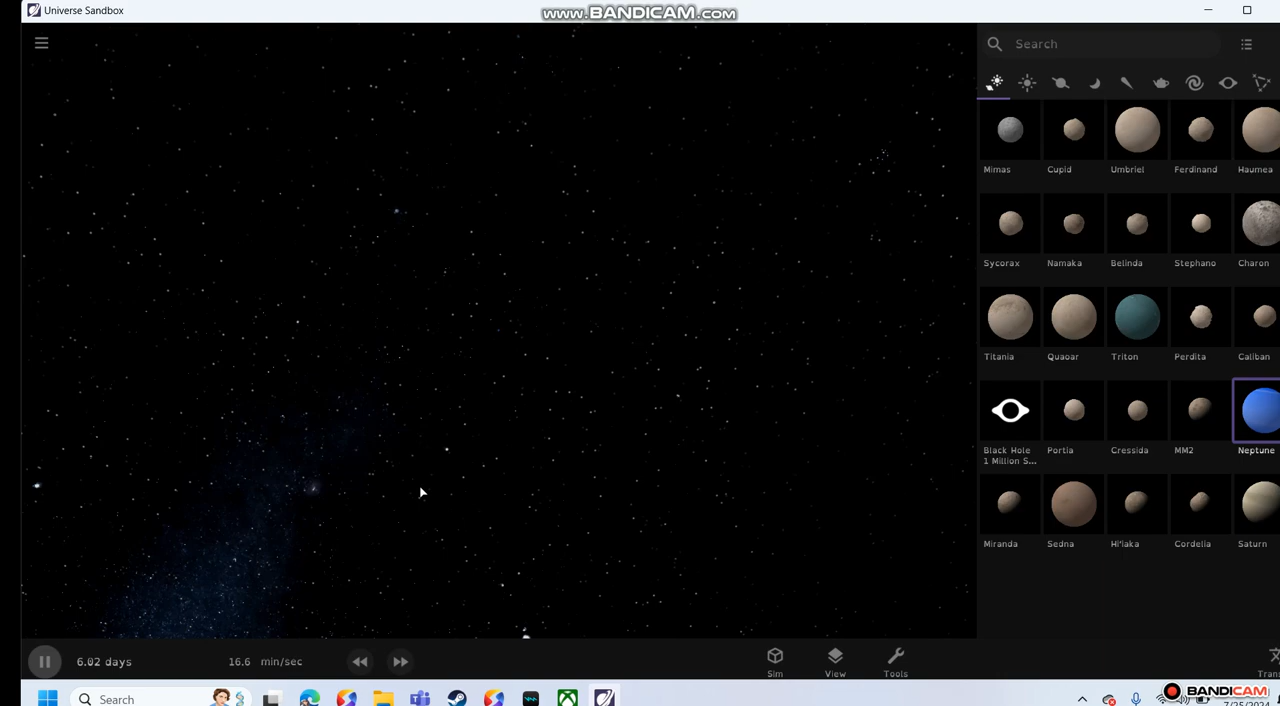 Universe Sandbox
WWW.BANDICAM.COM
Search
Mimas Cupid Umbriel Ferdinand Haumea
Sycorax Namaka Belinda Stephano Charon
Titania Quaoar Triton Perdita Caliban
Black Hole Portia Cressida MM2 Neptune
1 Million S...
Miranda Sedna Hi'iaka Cordelia Saturn
6.02 days 16.6 min/sec
Sim View Tools
Search
BANDICAM